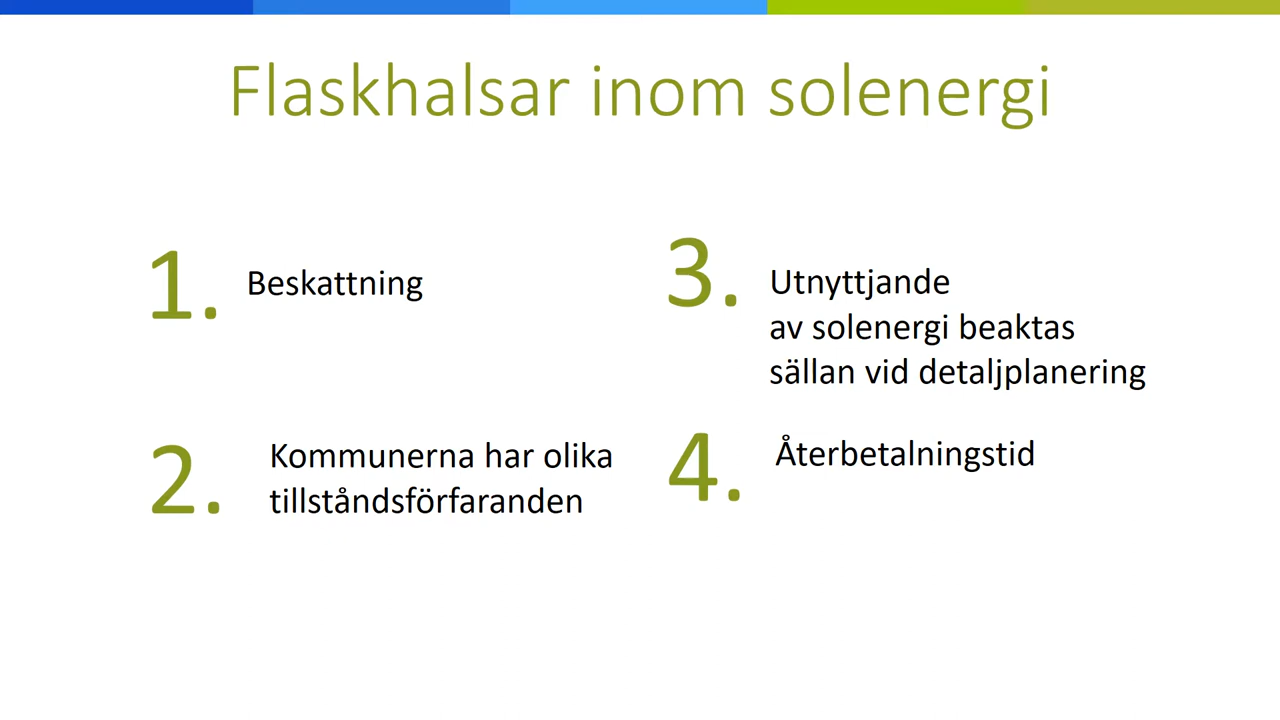 Flaskhalsar inom solenergi
1. Beskattning
2. Kommunerna har olika
tillståndsförfaranden
3. Utnyttjande
av solenergi beaktas
sällan vid detaljplanering
4. Återbetalningstid